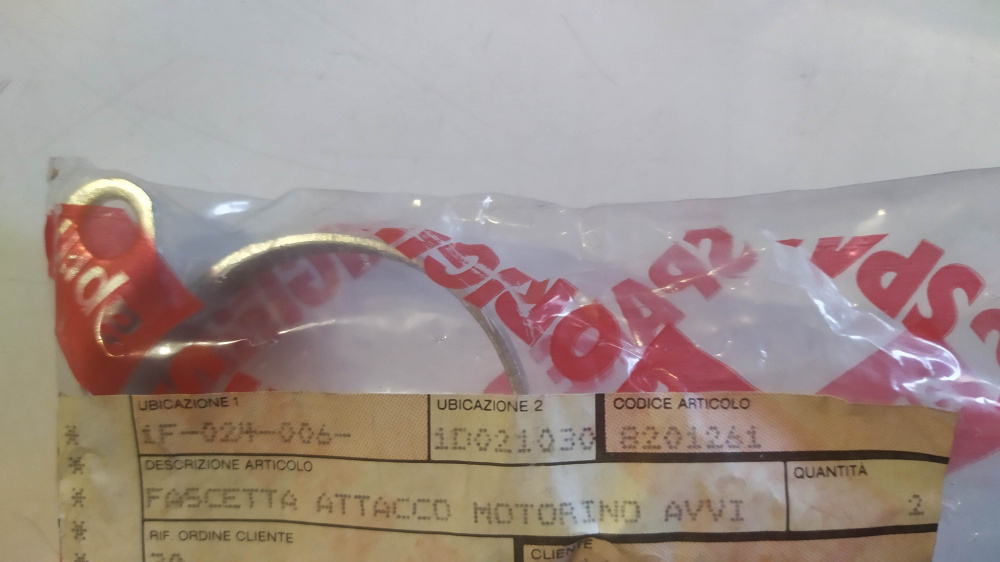 UBICAZIONE 1
UBICAZIONE 2
CODICE ARTICOLO
1F-024-006-
1D021030
8201261
DESCRIZIONE ARTICOLO
QUANTITÀ
FASCETTA ATTACCO MOTORINO AVVI
2
RIF. ORDINE CLIENTE
CLIENTE